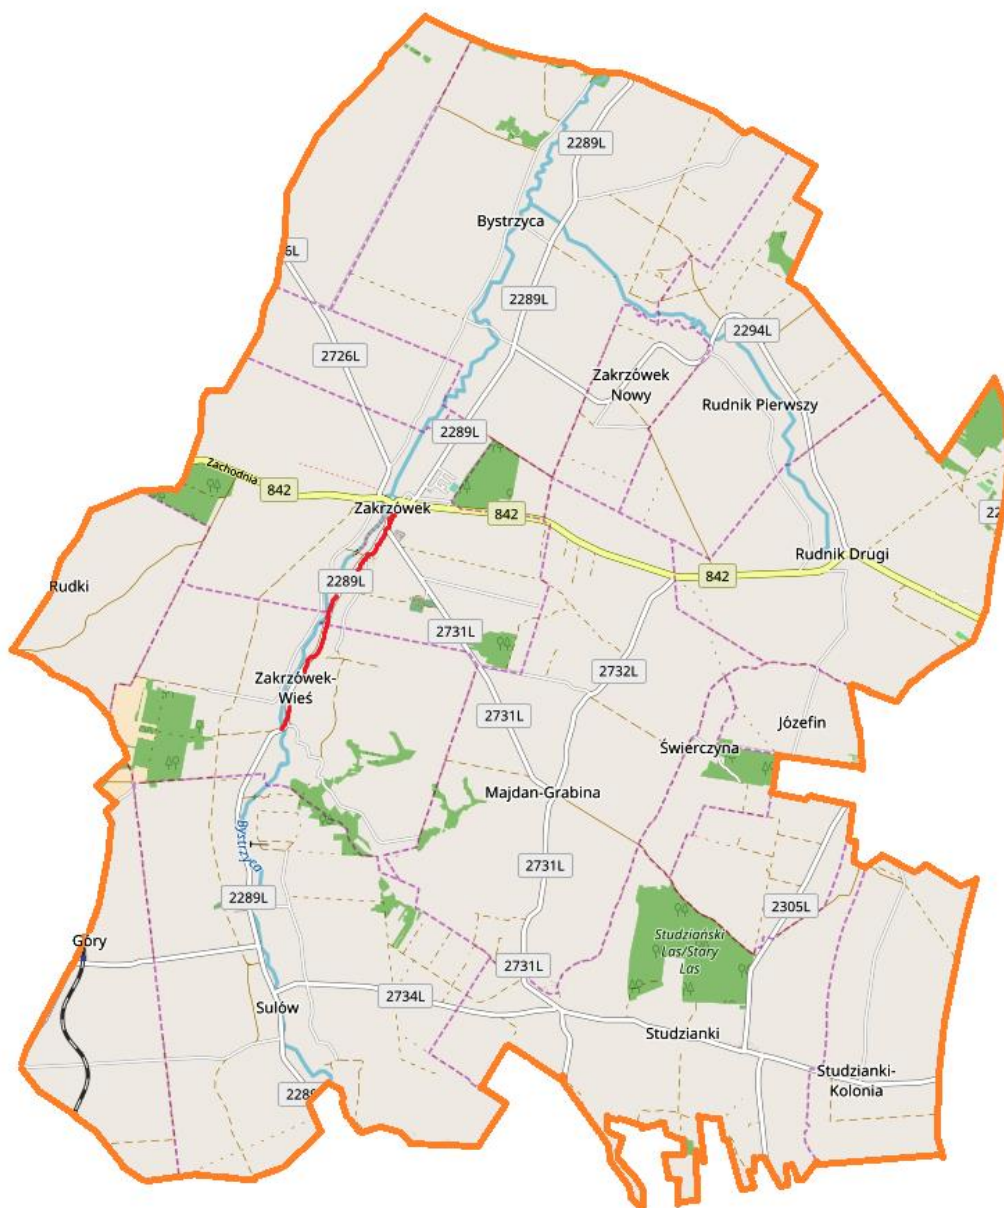 2289L
Bystrzyca
6L
2289L
2294L
2726L
Zakrzówek
Nowy
Rudnik Pierwszy
2289L
Zachodnia
842
Zakrzówek
842
22
Rudnik Drugi
2289L
842
Rudki
2731L
2732L
Zakrzówek-
Wieś
2731L
Józefin
Świerczyna
Majdan-Grabina
Bystrzyca
2731L
2289L
2305L
Studziański
Las/Stary
Las
Góry
2731L
2734L
Sulów
Studzianki
Studzianki-
Kolonia
2289